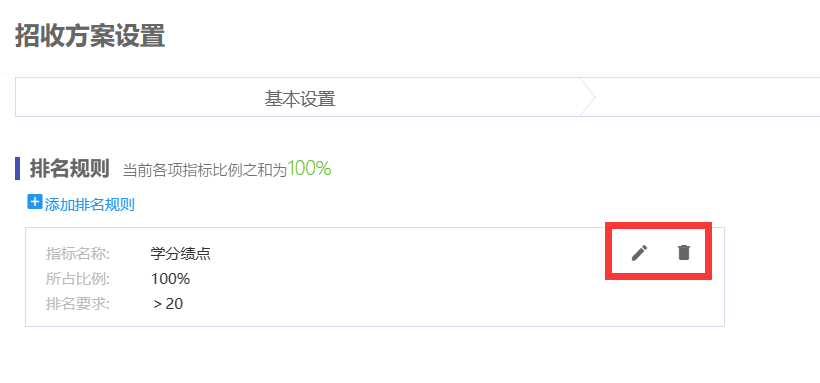 招收方案设置
基本设置
排名规则 当前各项指标比例之和为100%
添加排名规则
指标名称: 学分绩点
所占比例: 100%
排名要求: > 20